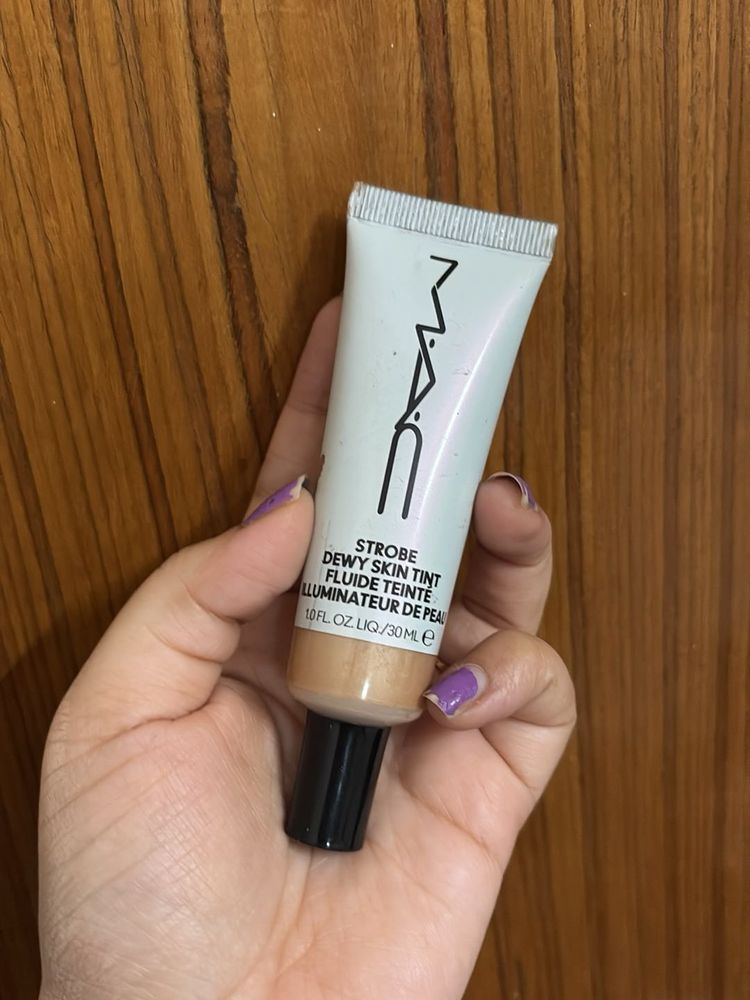 MAC
STROBE
DEWY SKIN TINT
FLUIDE TEINTÉ
ILLUMINATEUR DE PEAU
1.0 FL. OZ. LIQ./30 ML ℮